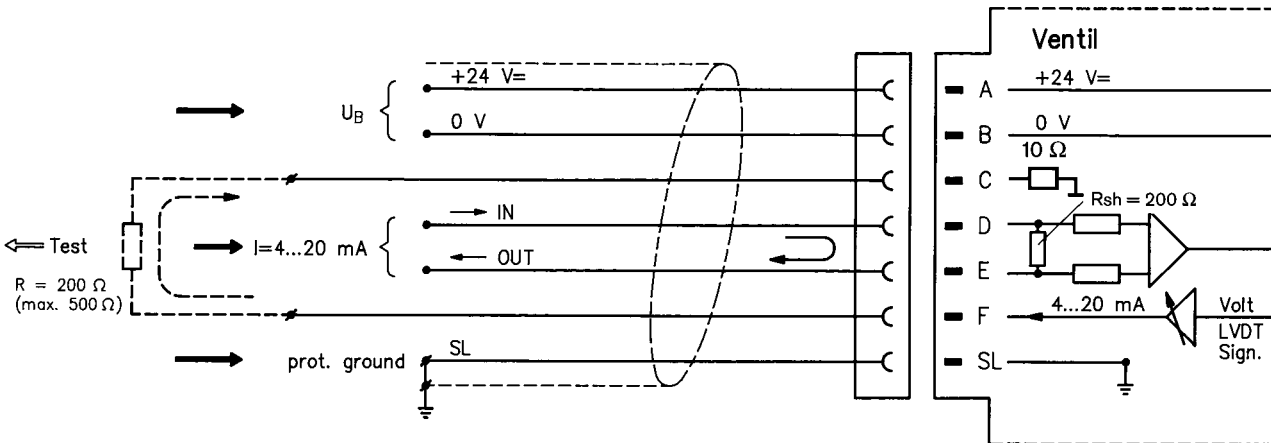 Ventil
+24 V=
U_B
0 V
IN
I=4...20 mA
OUT
Test
R = 200 Ω
(max. 500 Ω)
prot. ground
SL
A
+24 V=
B
0 V
10 Ω
C
Rsh = 200 Ω
D
E
F
4...20 mA
Volt
LVDT
Sign.
SL